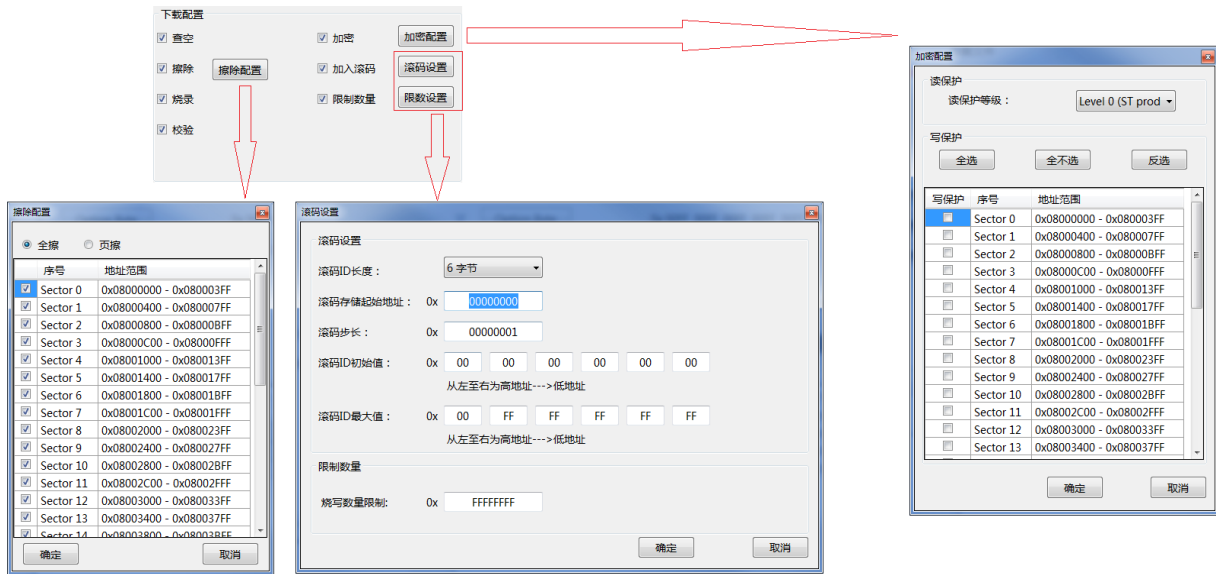 下载配置
查空
加密
加密配置
擦除
擦除配置
加入滚码
滚码设置
烧录
限制数量
限数设置
校验
加密配置
读保护
读保护等级：
Level 0 (ST prod
写保护
全选
全不选
反选
写保护 序号 地址范围
Sector 0 0x08000000 - 0x080003FF
Sector 1 0x08000400 - 0x080007FF
Sector 2 0x08000800 - 0x08000BFF
Sector 3 0x08000C00 - 0x08000FFF
Sector 4 0x08001000 - 0x080013FF
Sector 5 0x08001400 - 0x080017FF
Sector 6 0x08001800 - 0x08001BFF
Sector 7 0x08001C00 - 0x08001FFF
Sector 8 0x08002000 - 0x080023FF
Sector 9 0x08002400 - 0x080027FF
Sector 10 0x08002800 - 0x08002BFF
Sector 11 0x08002C00 - 0x08002FFF
Sector 12 0x08003000 - 0x080033FF
Sector 13 0x08003400 - 0x080037FF
确定
取消
擦除配置
全擦
页擦
序号 地址范围
Sector 0 0x08000000 - 0x080003FF
Sector 1 0x08000400 - 0x080007FF
Sector 2 0x08000800 - 0x08000BFF
Sector 3 0x08000C00 - 0x08000FFF
Sector 4 0x08001000 - 0x080013FF
Sector 5 0x08001400 - 0x080017FF
Sector 6 0x08001800 - 0x08001BFF
Sector 7 0x08001C00 - 0x08001FFF
Sector 8 0x08002000 - 0x080023FF
Sector 9 0x08002400 - 0x080027FF
Sector 10 0x08002800 - 0x08002BFF
Sector 11 0x08002C00 - 0x08002FFF
Sector 12 0x08003000 - 0x080033FF
Sector 13 0x08003400 - 0x080037FF
Sector 14 0x08003800 - 0x08003BFF
确定
取消
滚码设置
滚码设置
滚码ID长度：
6 字节
滚码存储起始地址： 0x 00000000
滚码步长： 0x 00000001
滚码ID初始值： 0x 00 00 00 00 00 00
从左至右为高地址--->低地址
滚码ID最大值： 0x 00 FF FF FF FF FF
从左至右为高地址--->低地址
限制数量
烧写数量限制: 0x FFFFFFFF
确定
取消